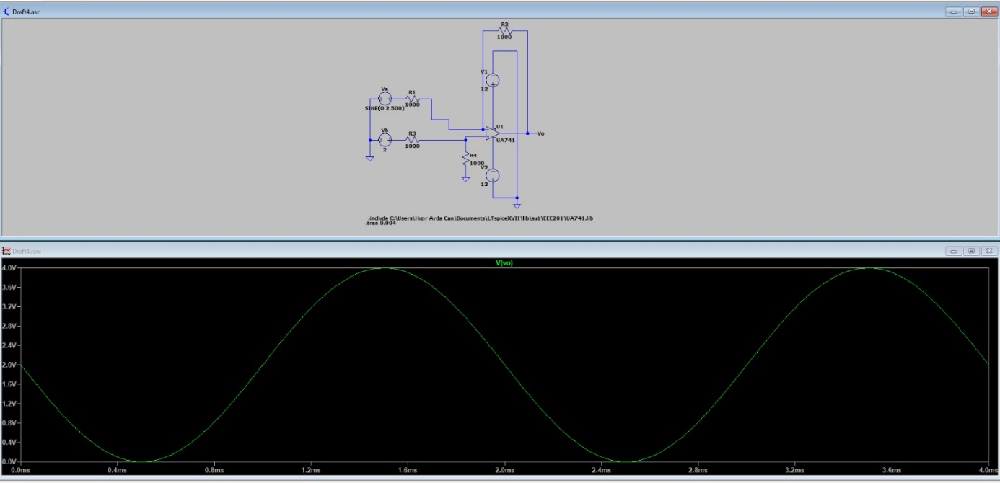 Draft4.asc
R2
1000
V1
12
Va
R1
SINE(0 2 500)
1000
U1
UA741
Vo
Vb
R3
2
1000
R4
1000
V2
12
.include C:\Users\Hızır Arda Can\Documents\LTspiceXVII\lib\sub\EEE201\UA741.lib
.tran 0.004
Draft4.raw
V(vo)
4.0V
3.6V
3.2V
2.8V
2.4V
2.0V
1.6V
1.2V
0.8V
0.4V
0.0V
0.0ms 0.4ms 0.8ms 1.2ms 1.6ms 2.0ms 2.4ms 2.8ms 3.2ms 3.6ms 4.0ms